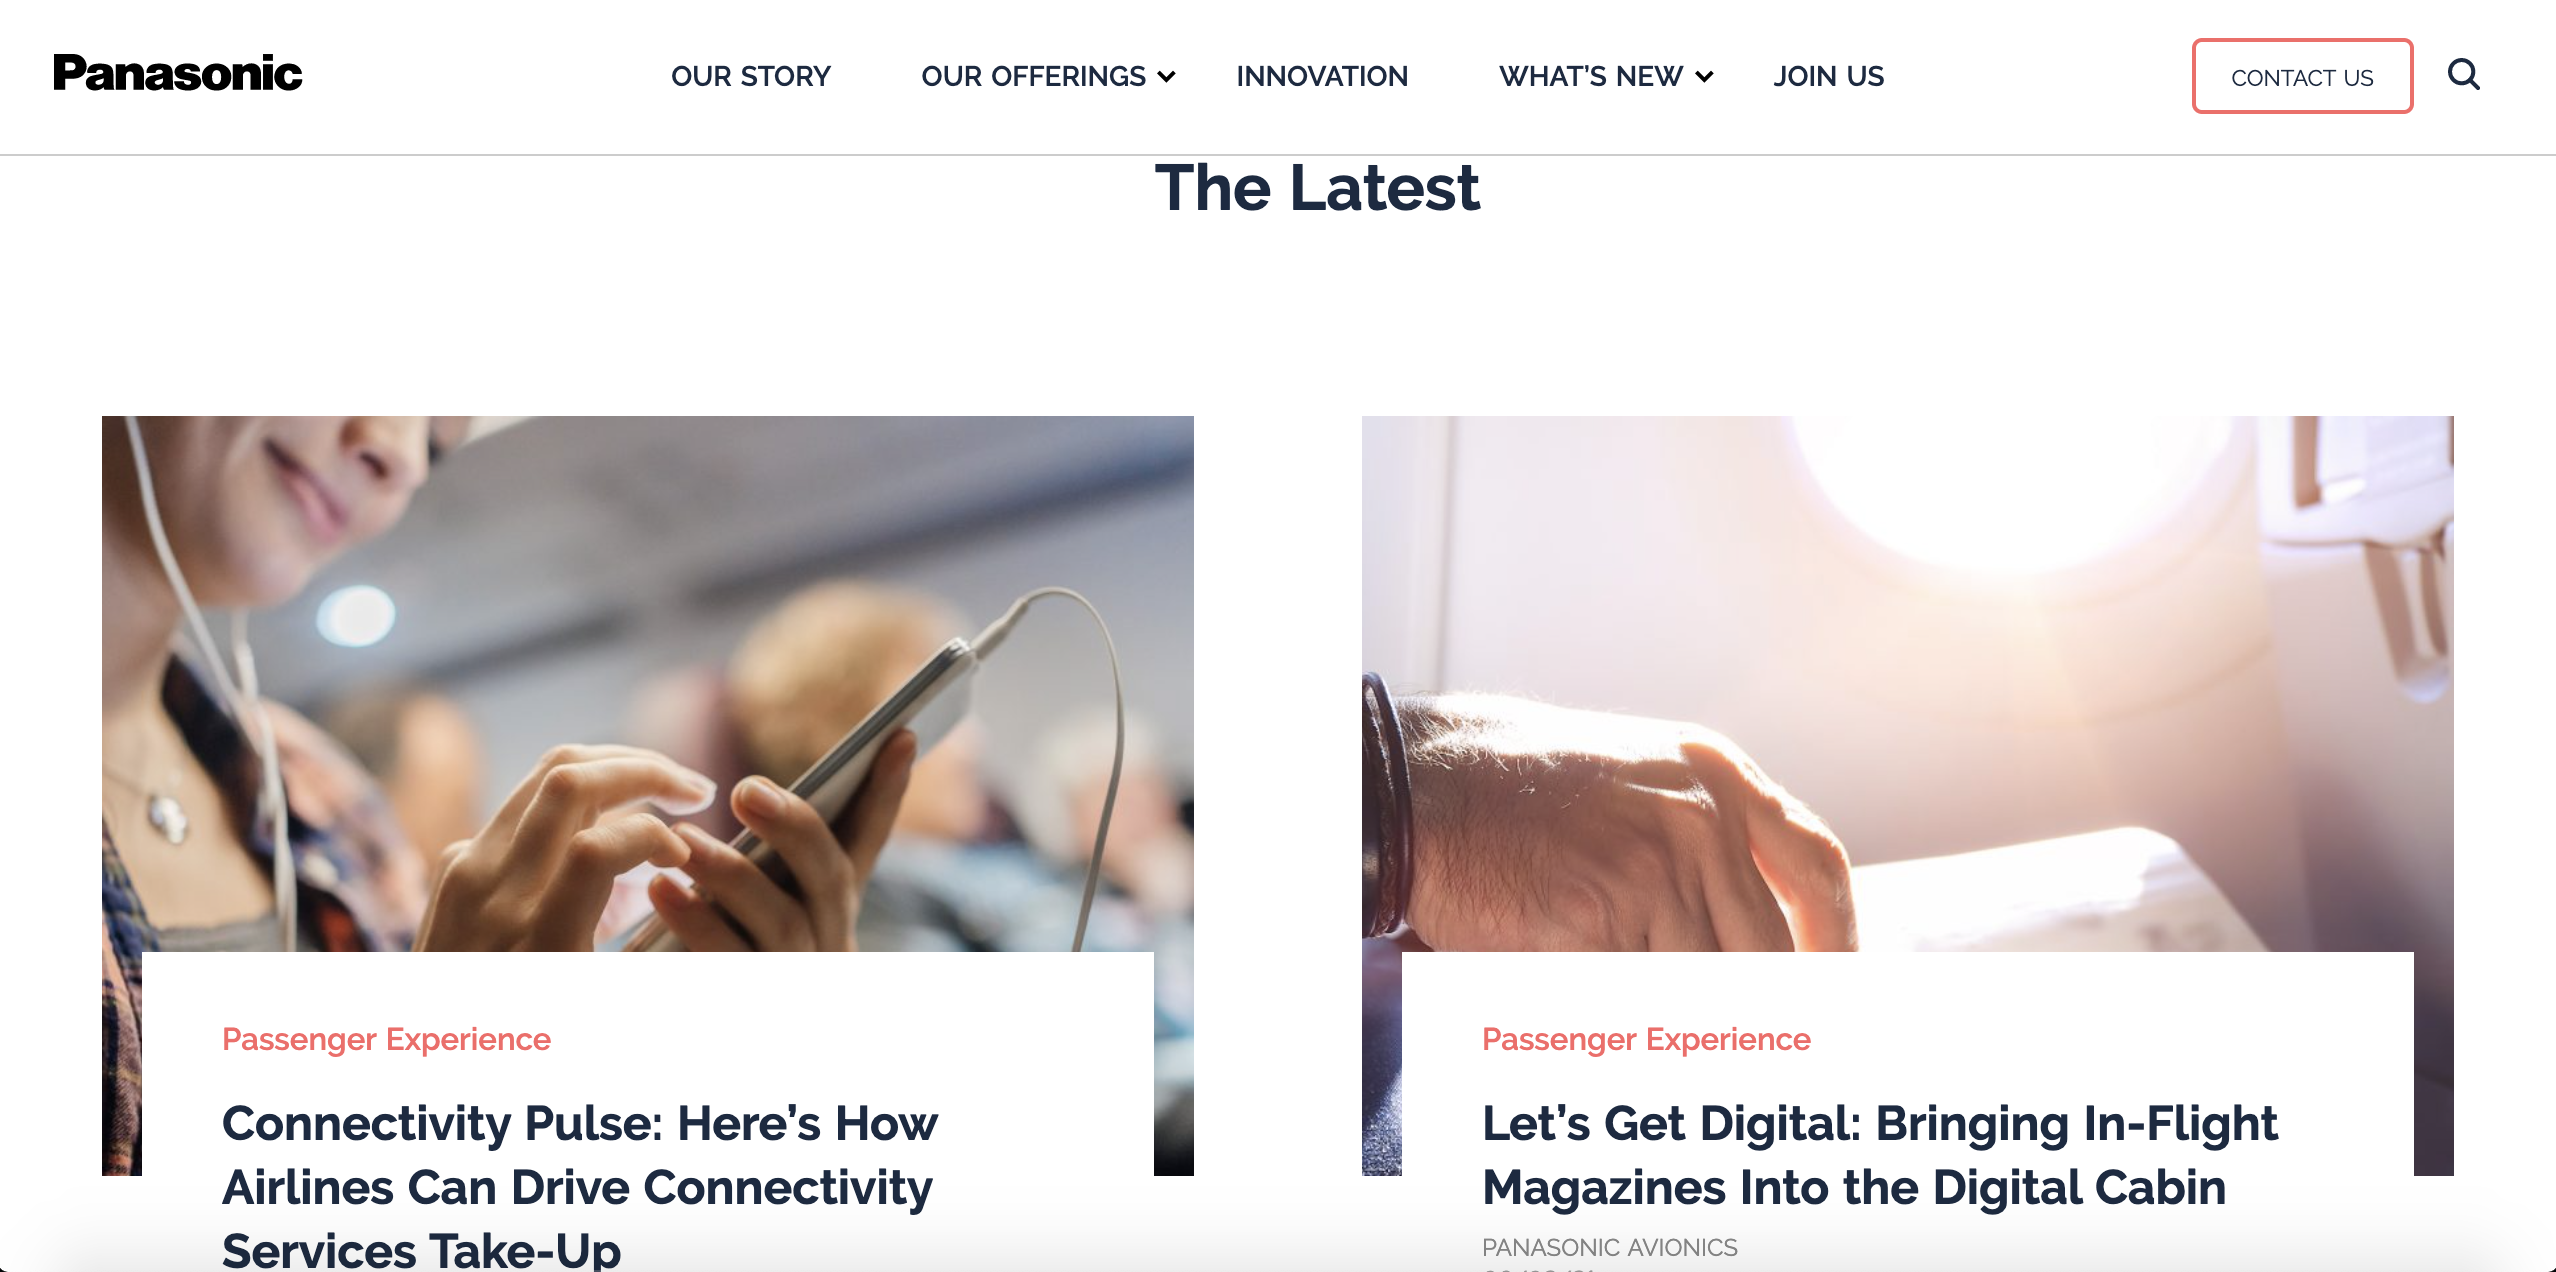 Panasonic
OUR STORY
OUR OFFERINGS
INNOVATION
WHAT'S NEW
JOIN US
CONTACT US
The Latest
Passenger Experience
Connectivity Pulse: Here's How
Airlines Can Drive Connectivity
Services Take-Up
Passenger Experience
Let's Get Digital: Bringing In-Flight
Magazines Into the Digital Cabin
PANASONIC AVIONICS